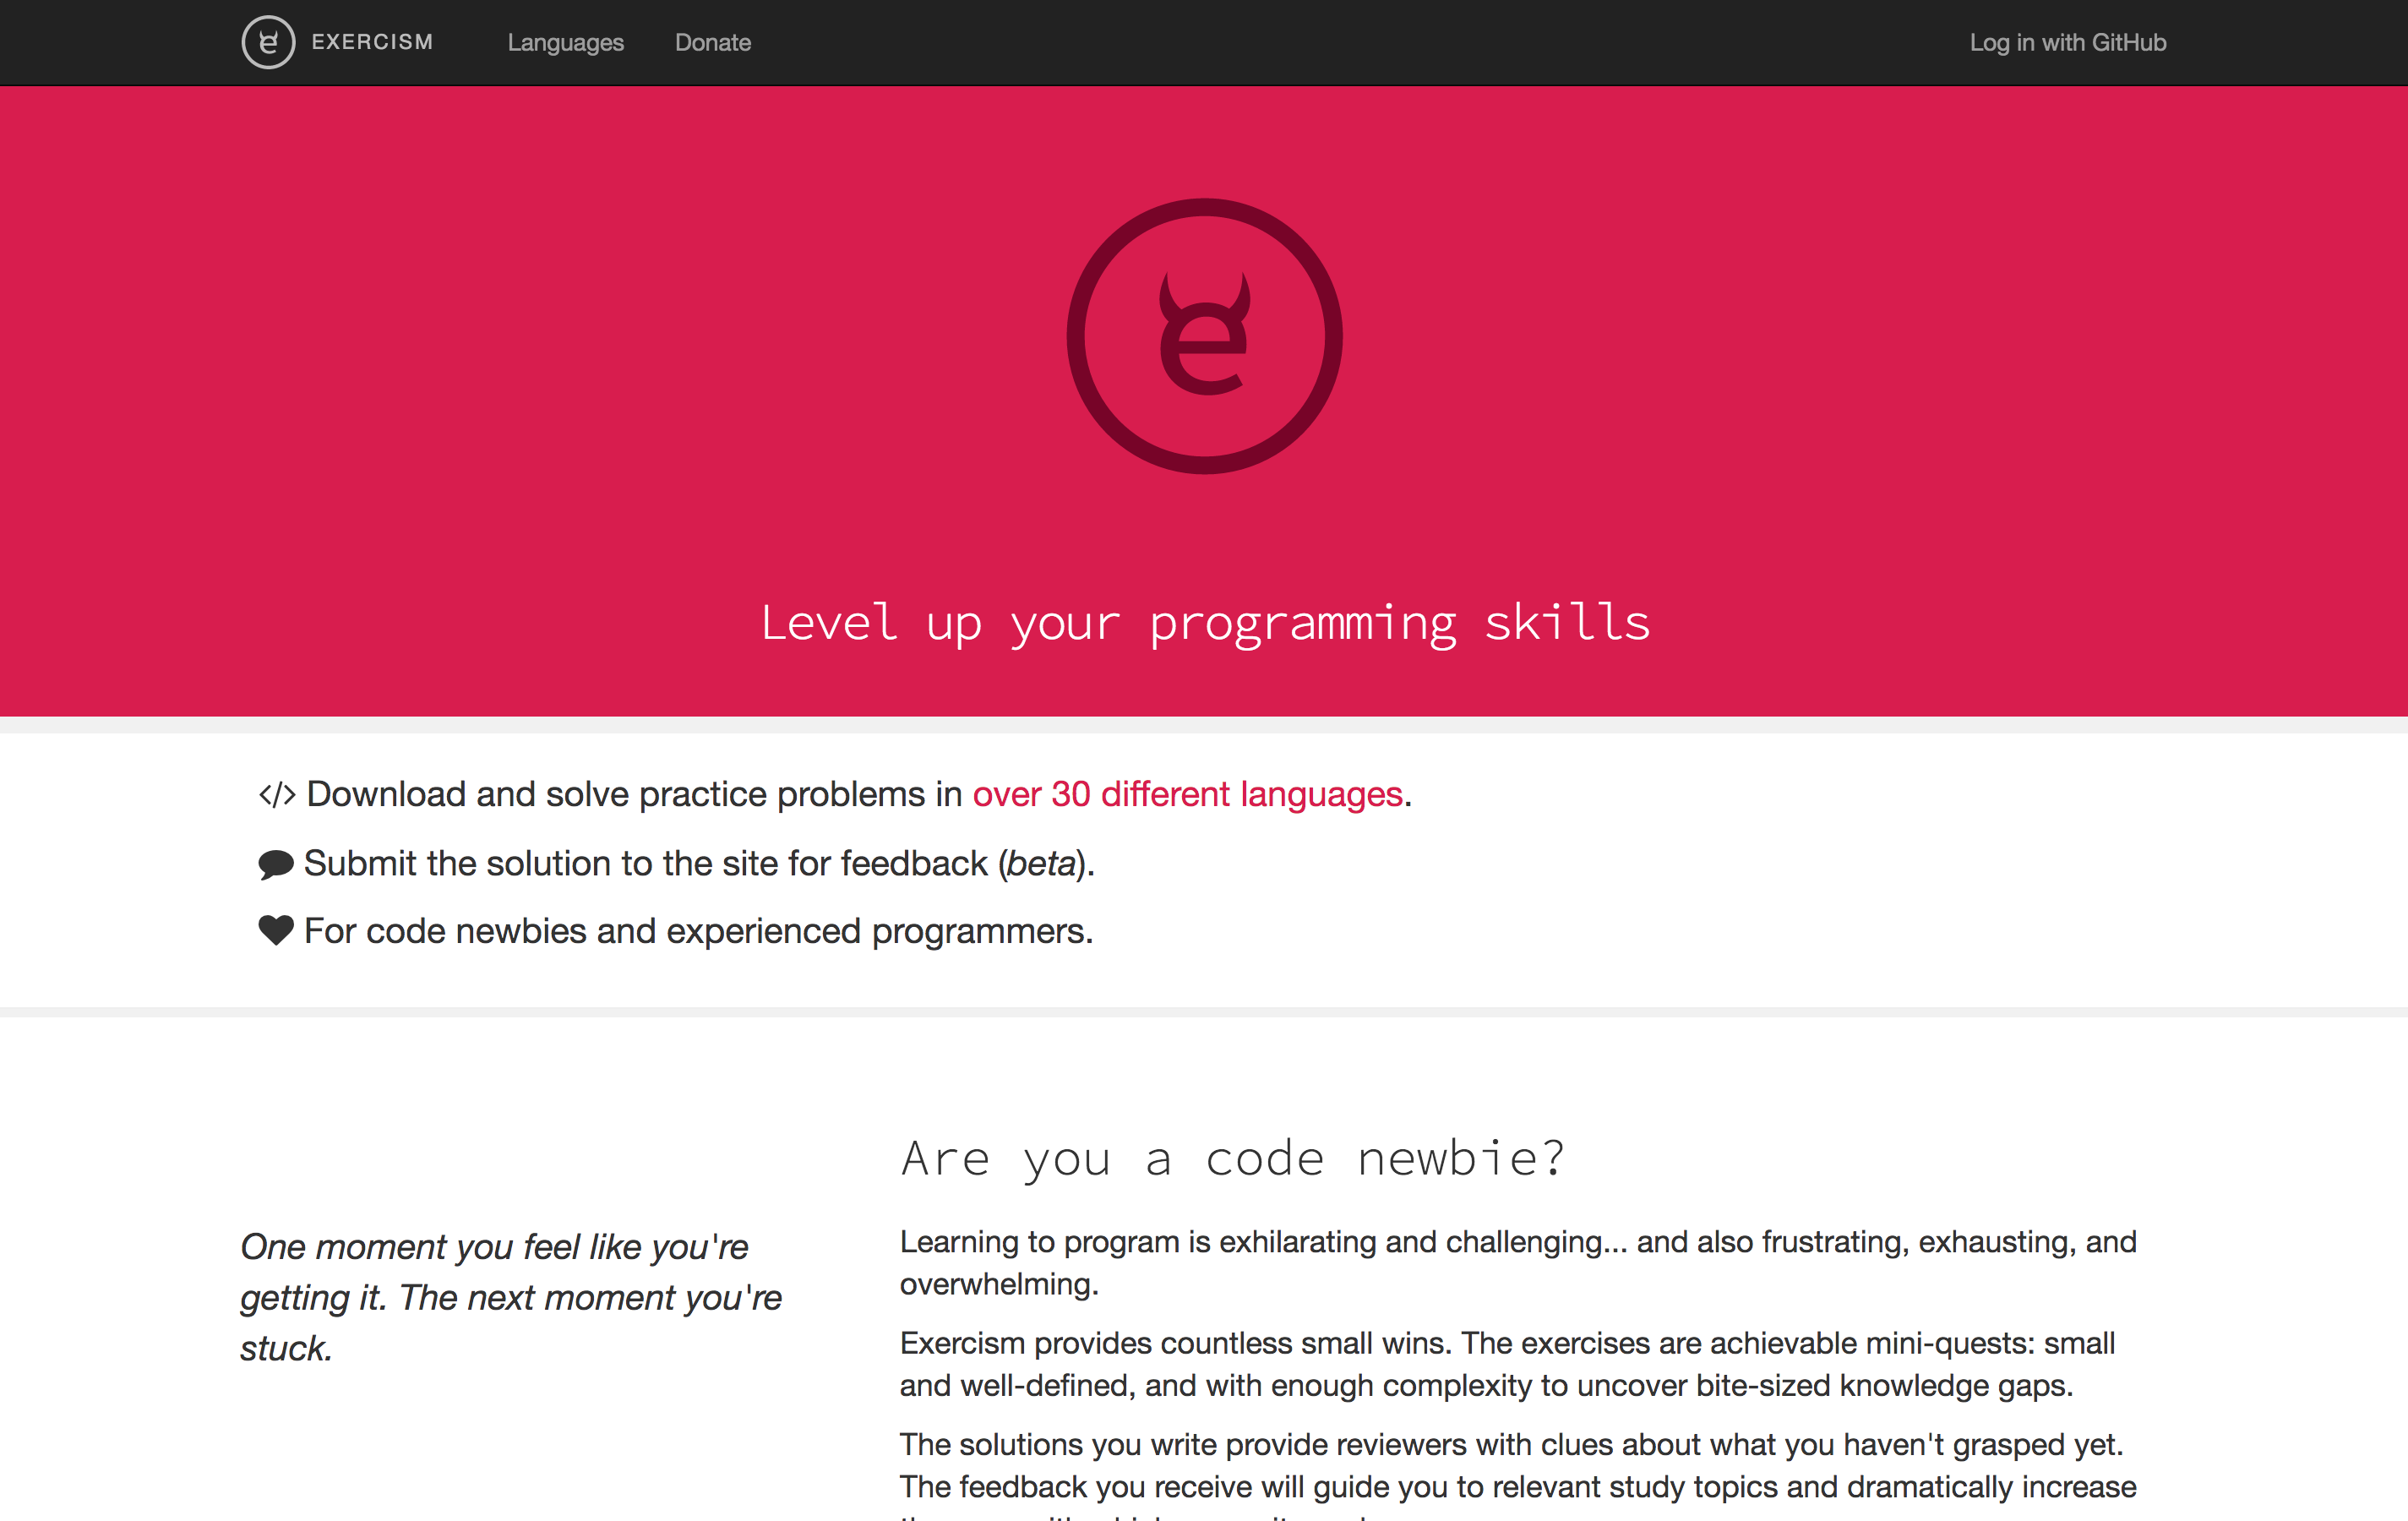 EXERCISM Languages Donate Log in with GitHub
e
Level up your programming skills
</> Download and solve practice problems in over 30 different languages.
Submit the solution to the site for feedback (beta).
For code newbies and experienced programmers.
Are you a code newbie?
One moment you feel like you're
getting it. The next moment you're
stuck.
Learning to program is exhilarating and challenging... and also frustrating, exhausting, and
overwhelming.
Exercism provides countless small wins. The exercises are achievable mini-quests: small
and well-defined, and with enough complexity to uncover bite-sized knowledge gaps.
The solutions you write provide reviewers with clues about what you haven't grasped yet.
The feedback you receive will guide you to relevant study topics and dramatically increase